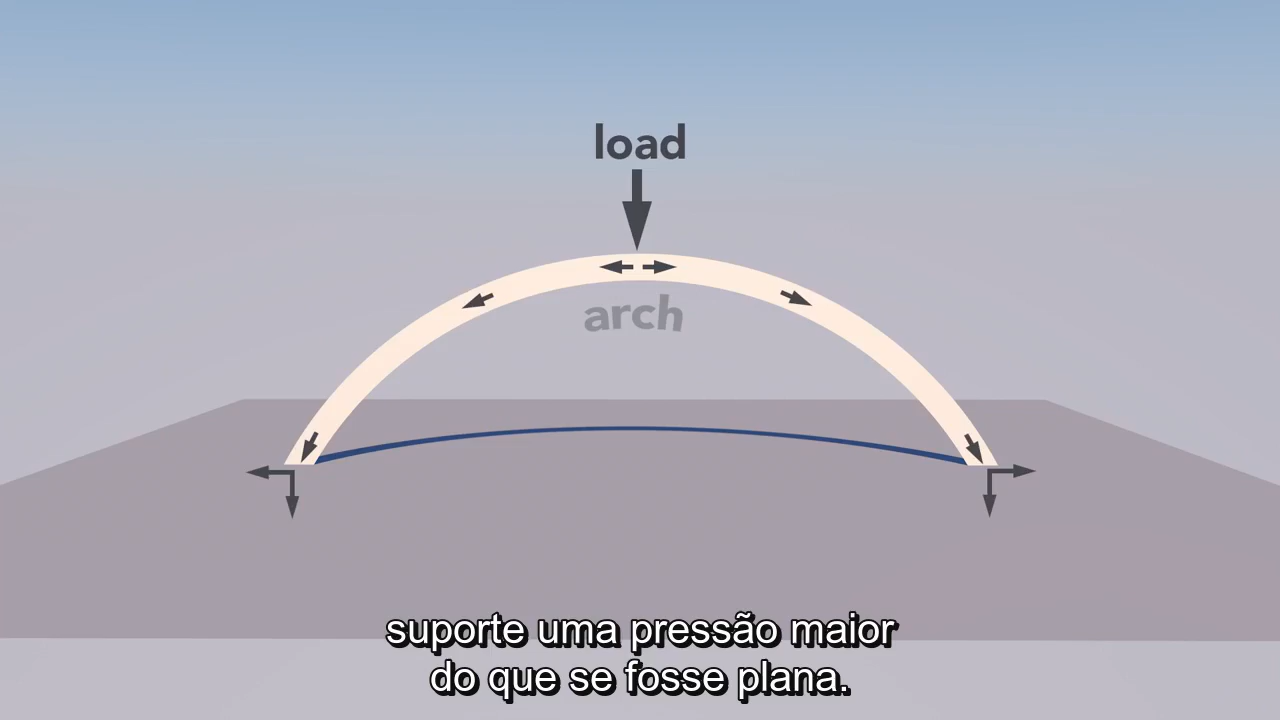 load
arch
suporte uma pressão maior
do que se fosse plana.